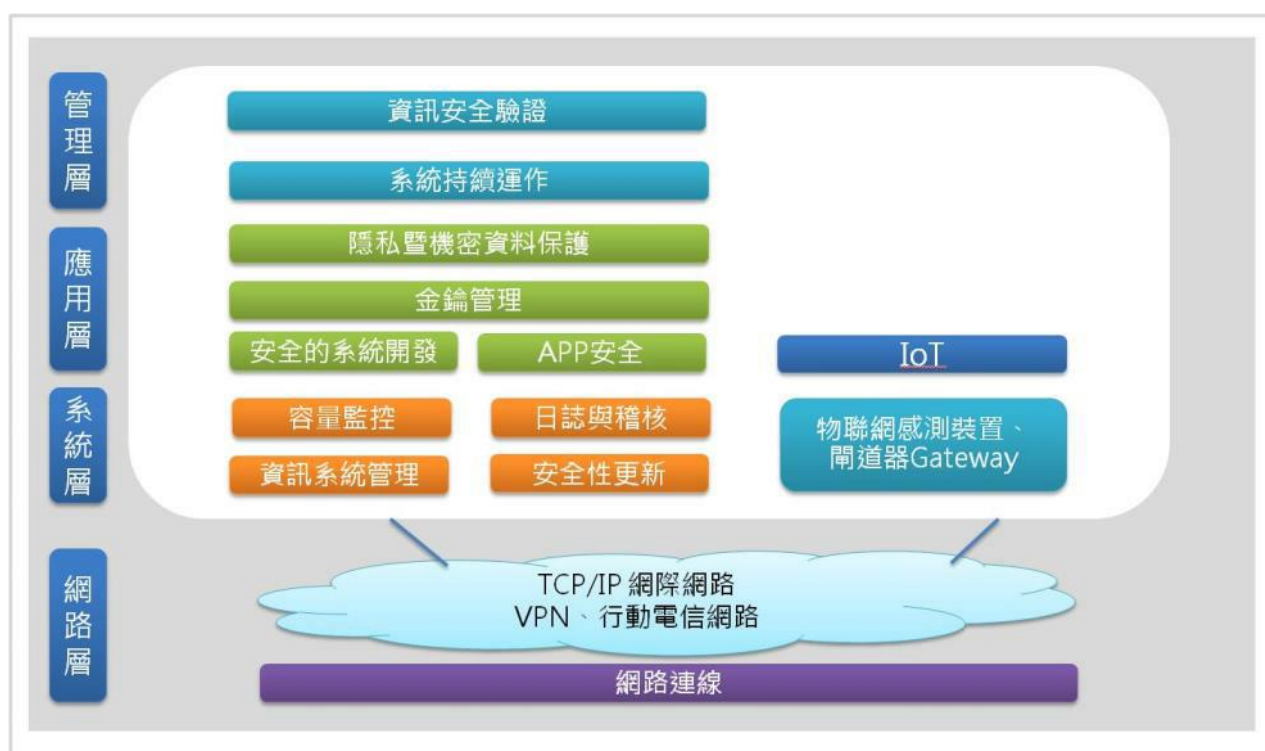 管理層
資訊安全驗證
系統持續運作
應用層
隱私暨機密資料保護
金鑰管理
安全的系統開發
APP安全
IoT
系統層
容量監控
日誌與稽核
資訊系統管理
安全性更新
物聯網感測裝置、
閘道器Gateway
網路層
TCP/IP 網際網路
VPN、行動電信網路
網路連線